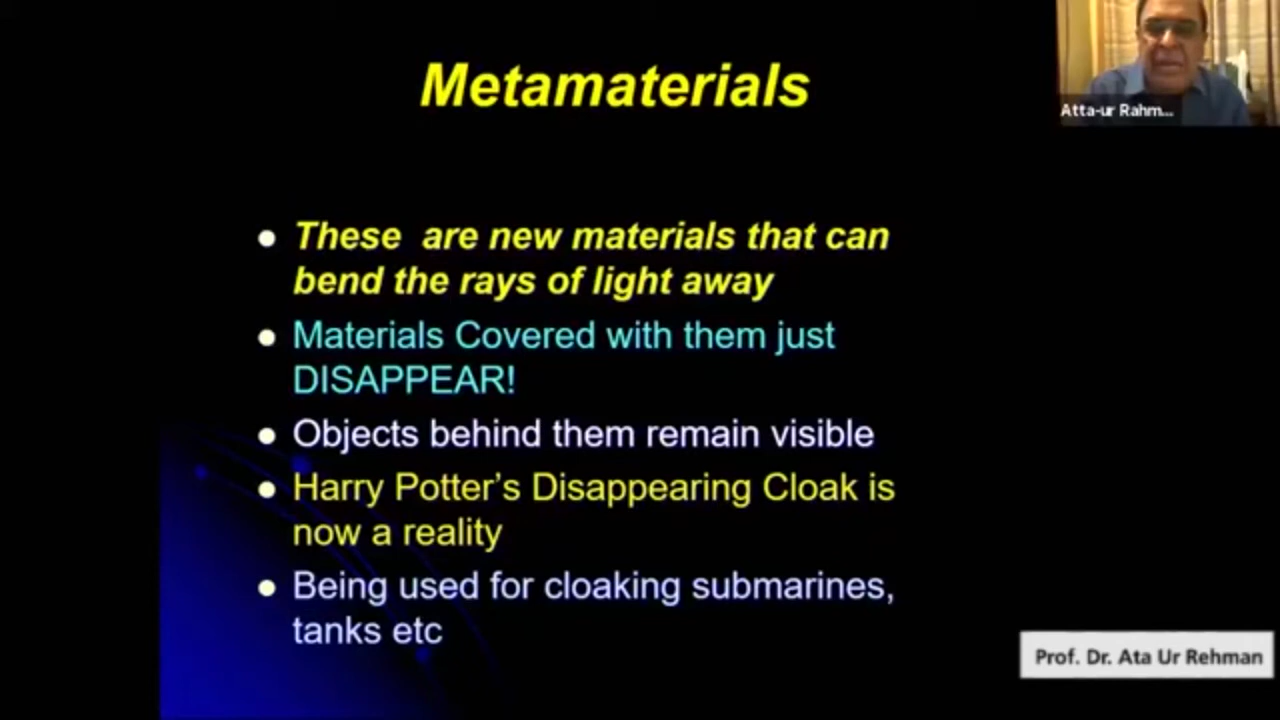 Metamaterials
Atta-ur Rahm...
● These are new materials that can
bend the rays of light away
● Materials Covered with them just
DISAPPEAR!
● Objects behind them remain visible
● Harry Potter's Disappearing Cloak is
now a reality
● Being used for cloaking submarines,
tanks etc
Prof. Dr. Ata Ur Rehman